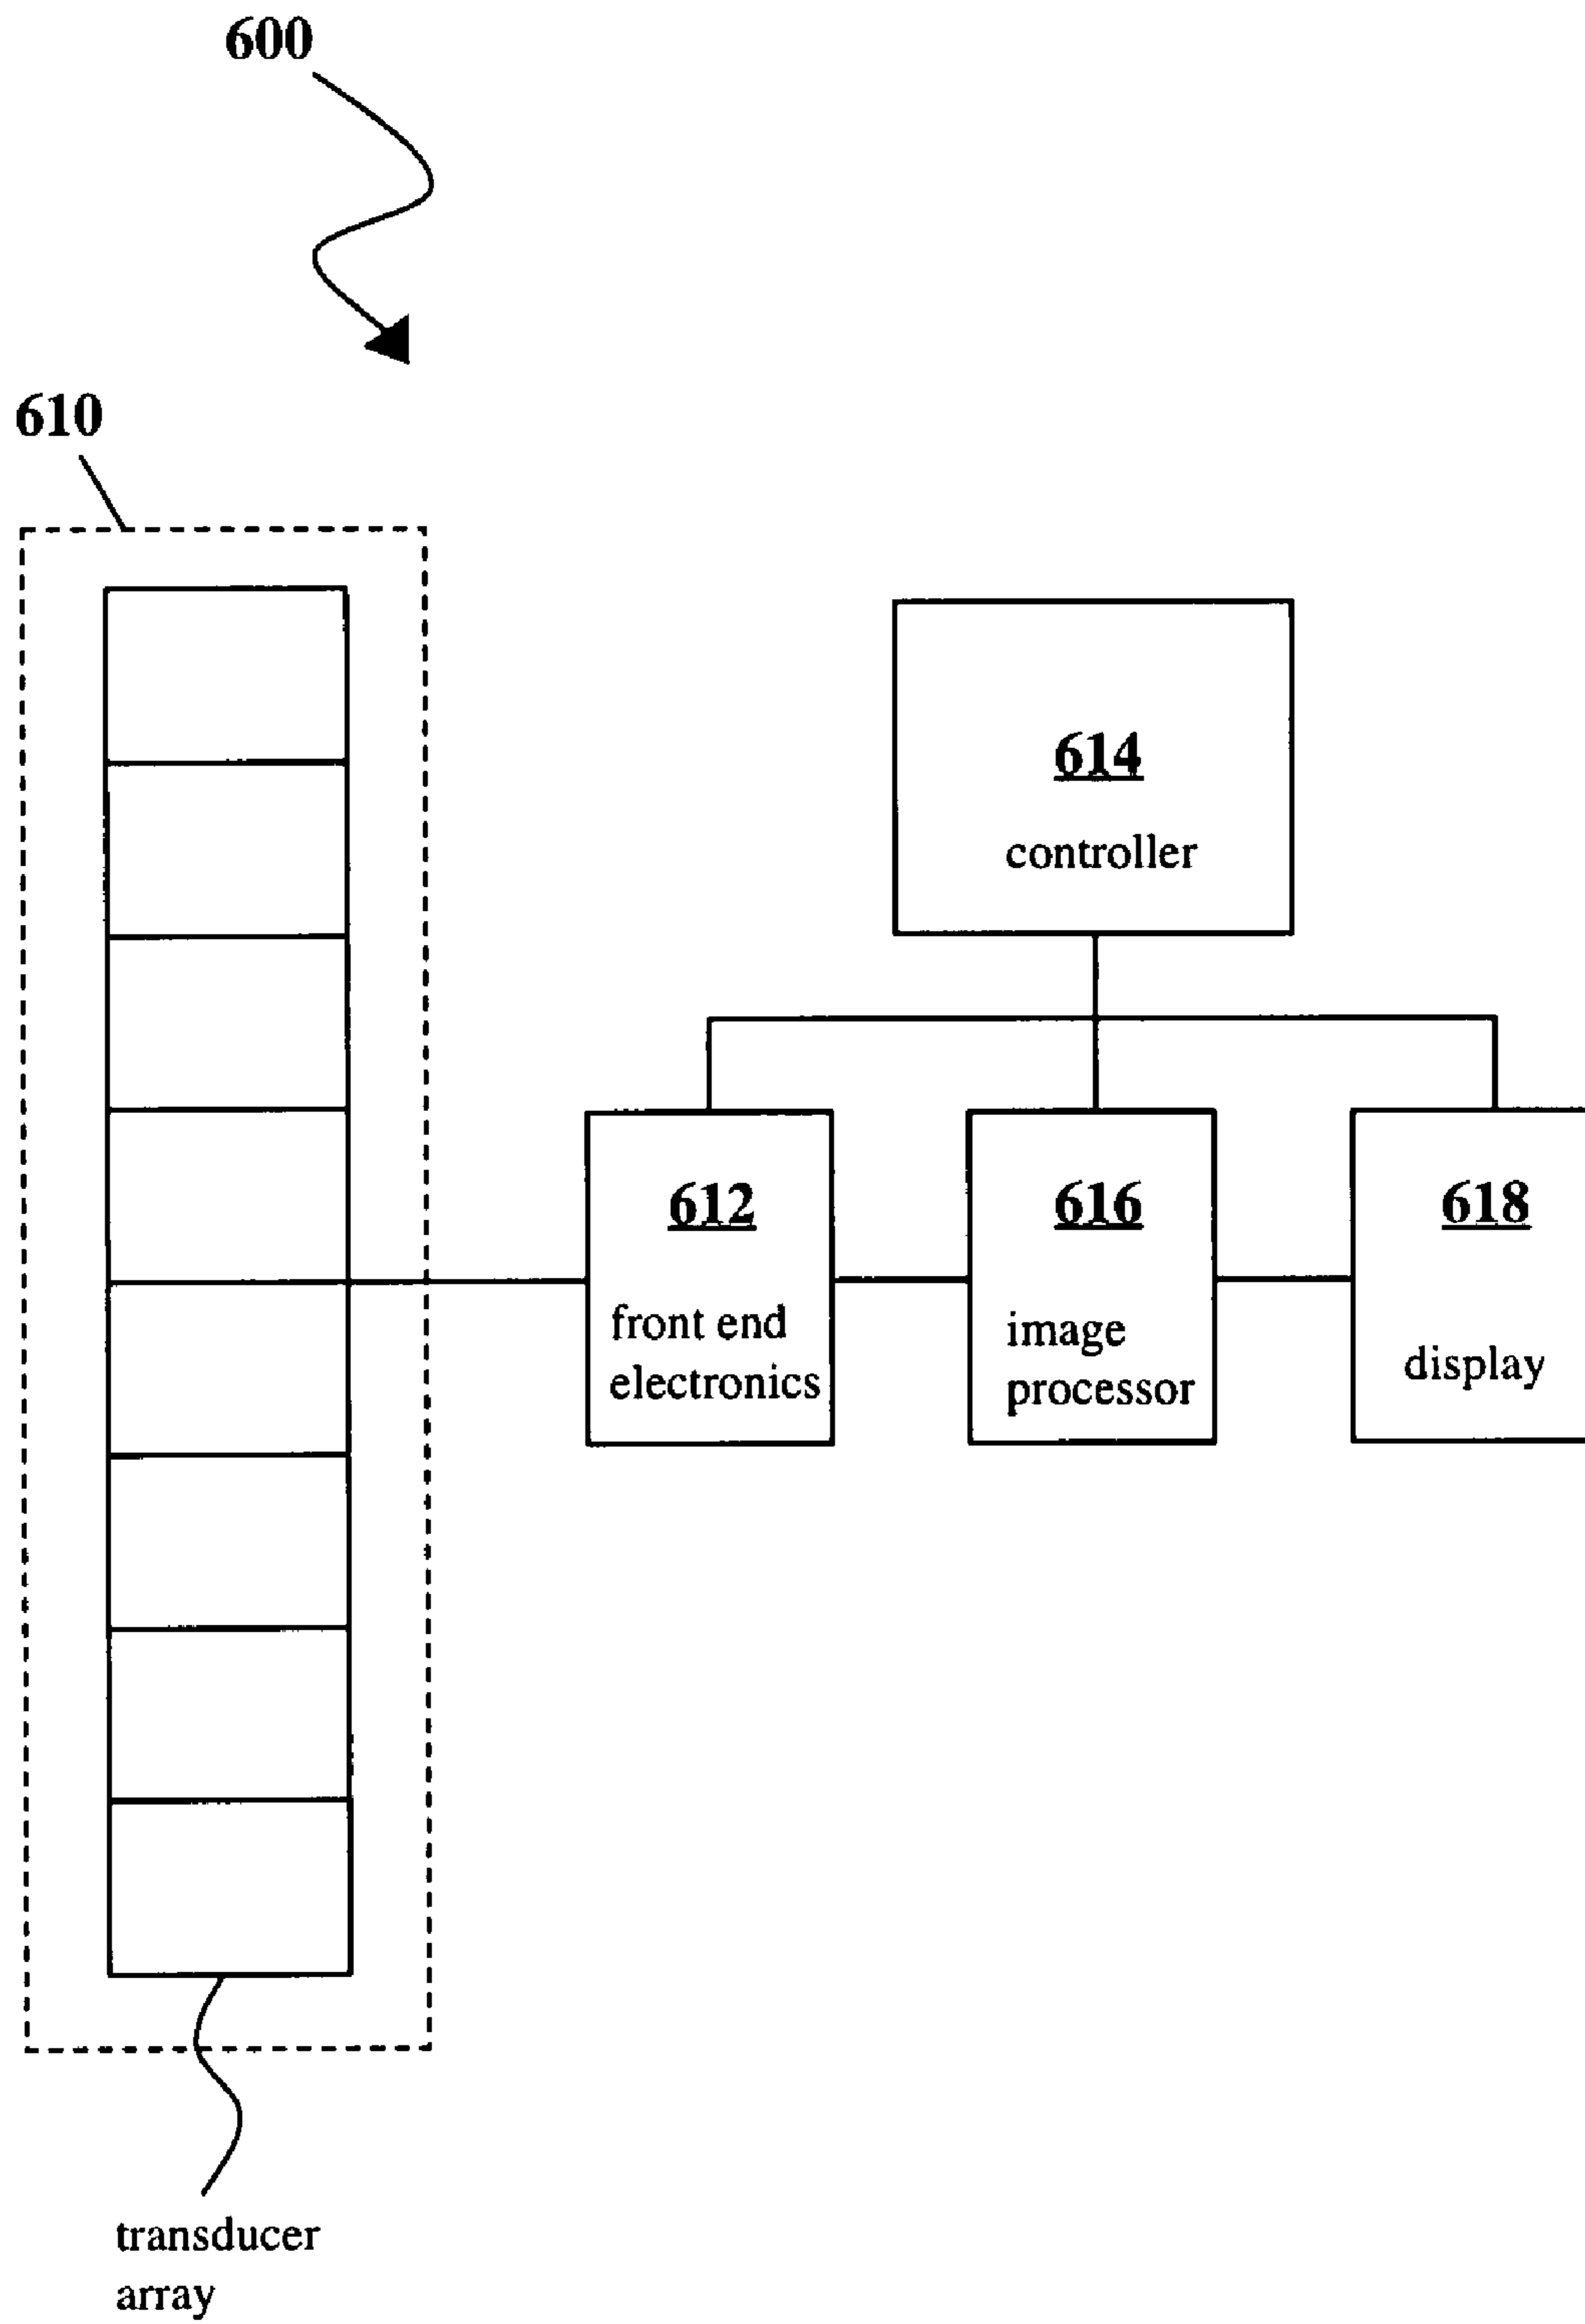 600
610
614
controller
612
front end
electronics
616
image
processor
618
display
transducer
array